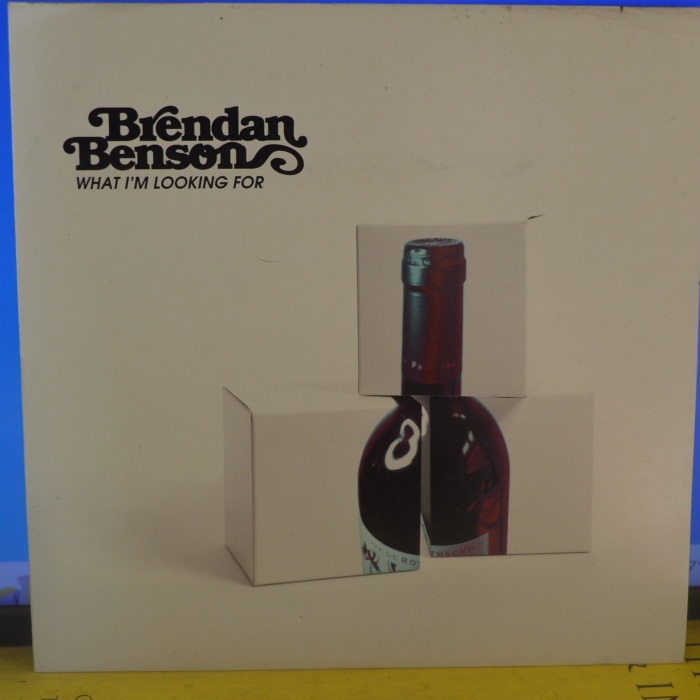 Brendan
Benson
WHAT I'M LOOKING FOR